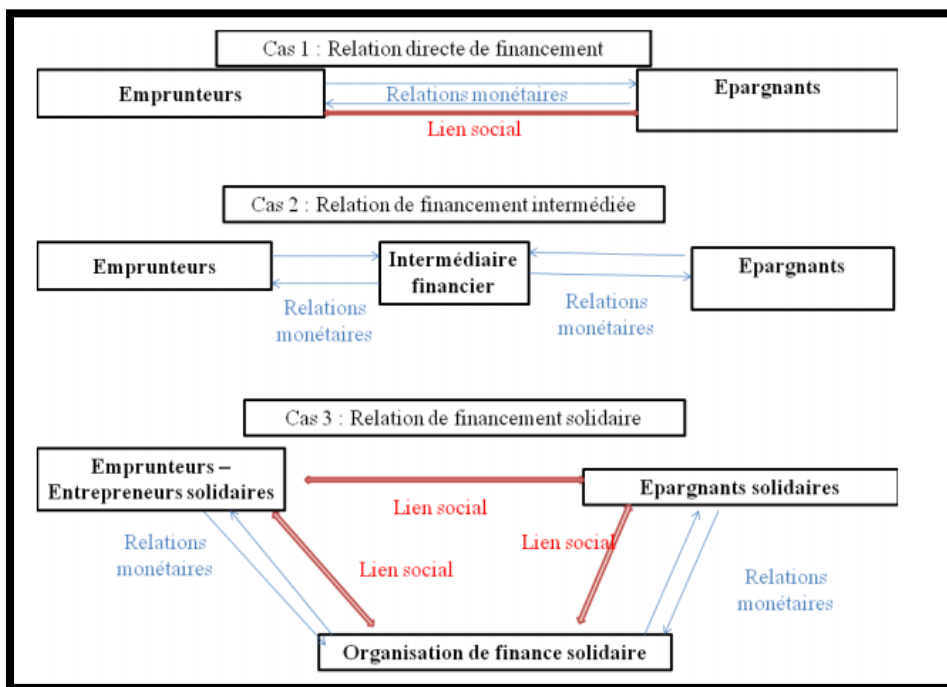 Cas 1 : Relation directe de financement
Emprunteurs
Relations monétaires
Epargnants
Lien social
Cas 2 : Relation de financement intermédiée
Emprunteurs
Intermédiaire
financier
Epargnants
Relations
monétaires
Relations
monétaires
Cas 3 : Relation de financement solidaire
Emprunteurs –
Entrepreneurs solidaires
Epargnants solidaires
Lien social
Relations
monétaires
Lien social
Lien social
Relations
monétaires
Organisation de finance solidaire